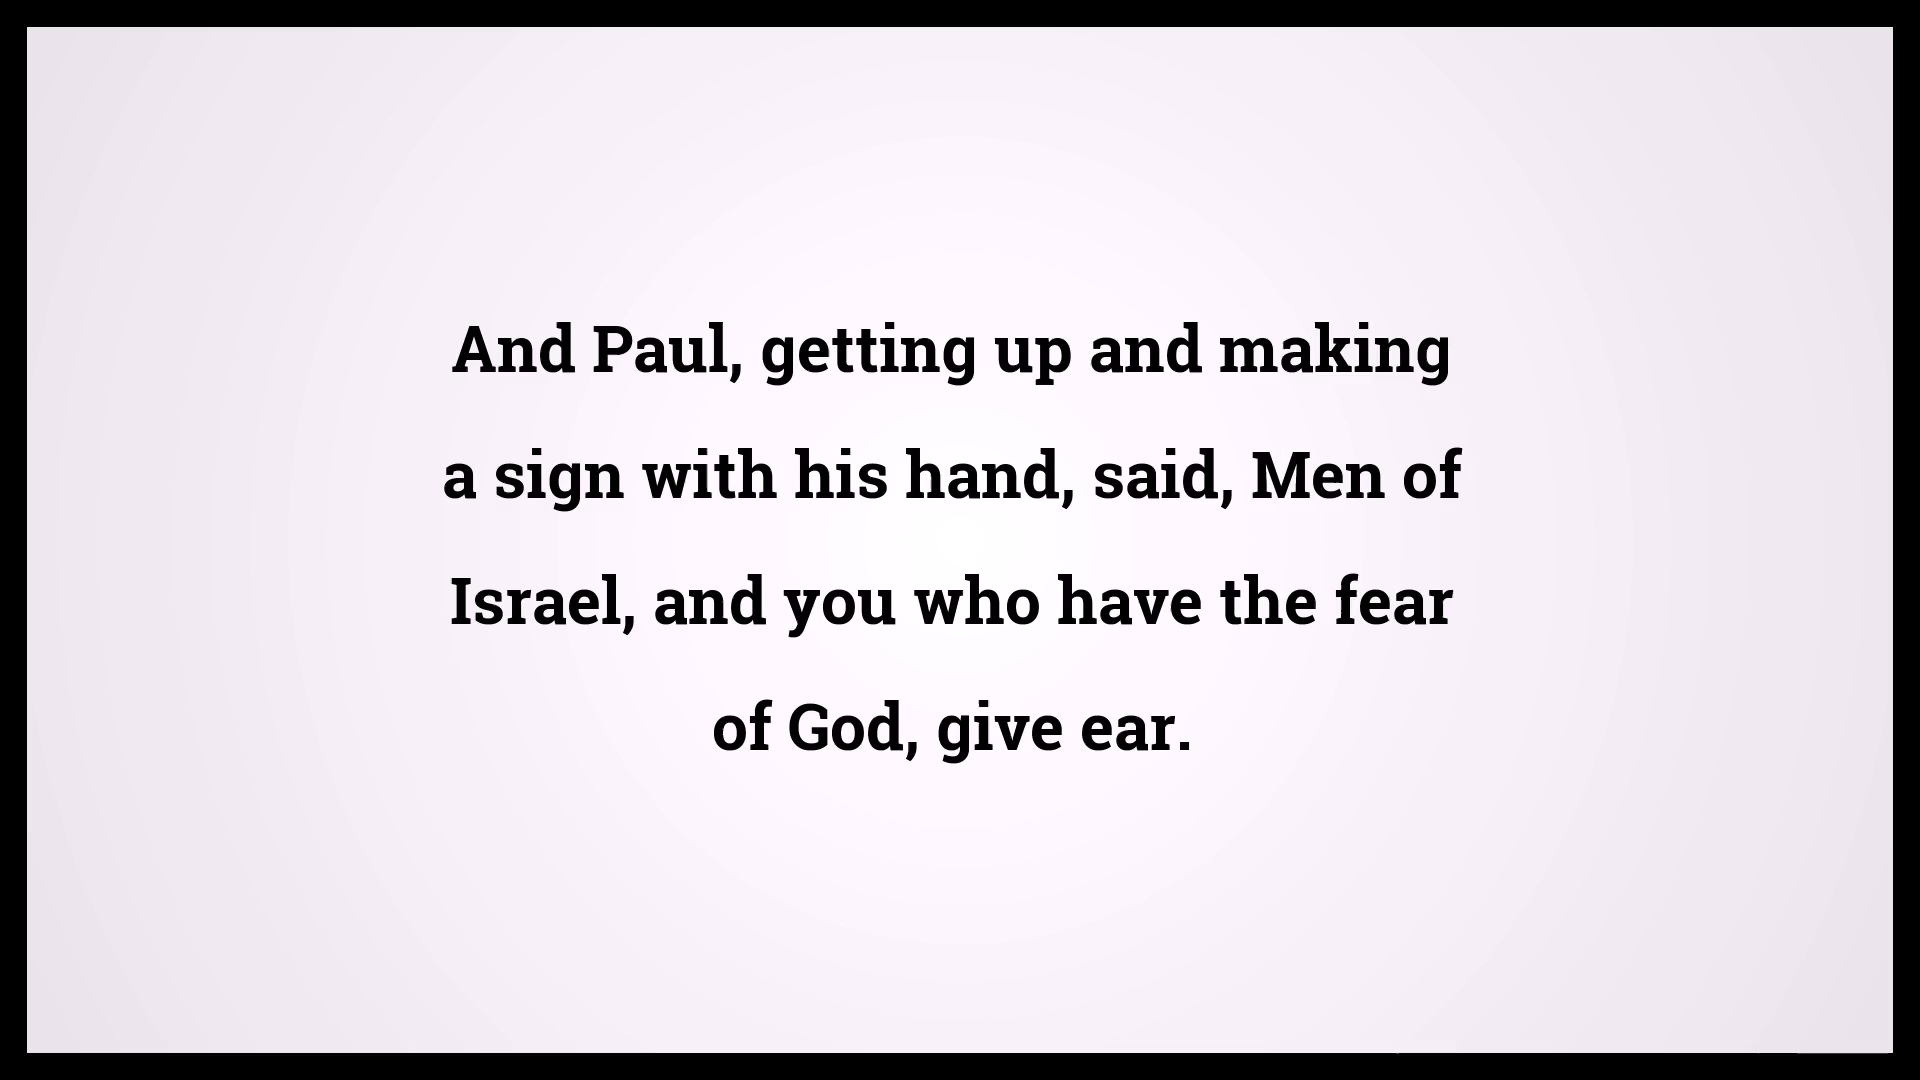 And Paul, getting up and making
a sign with his hand, said, Men of
Israel, and you who have the fear
of God, give ear.